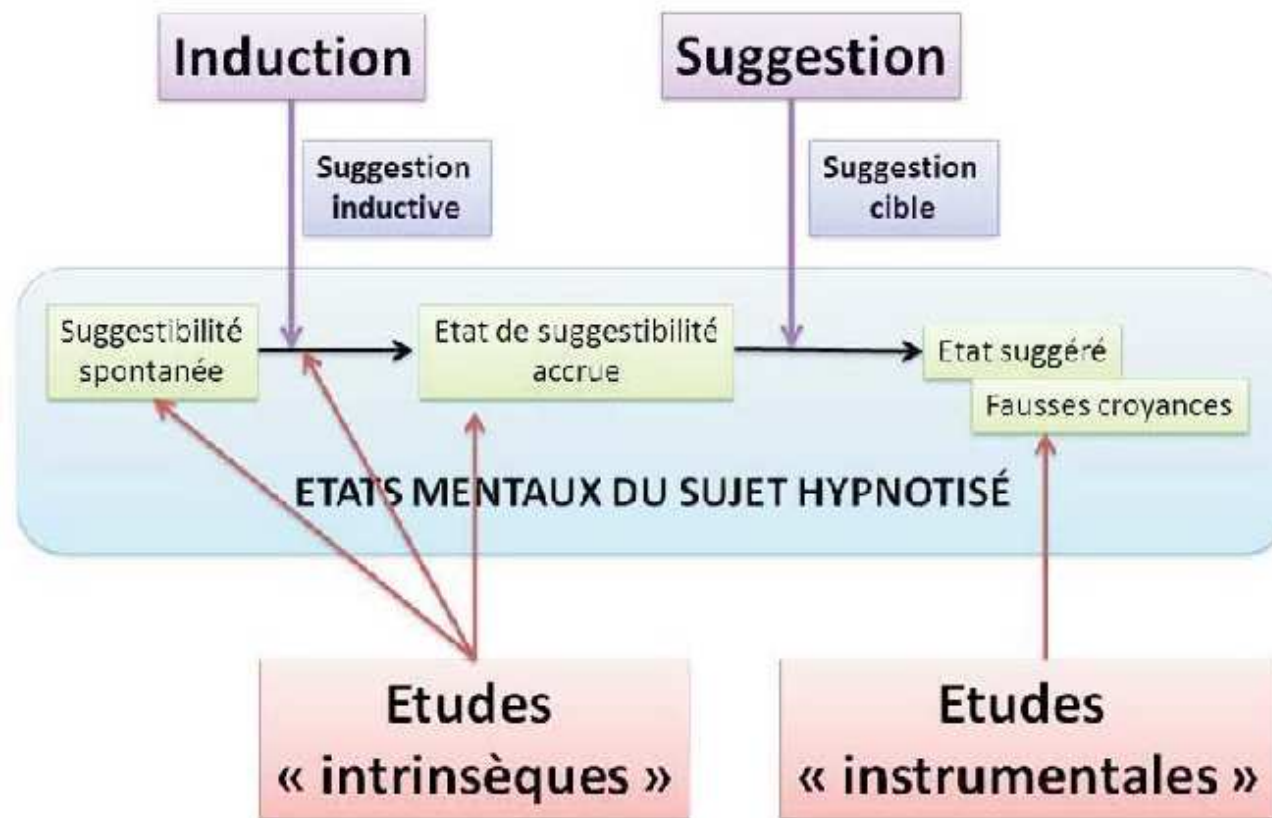 Induction
Suggestion
Suggestion
inductive
Suggestion
cible
Suggestibilité
spontanée
Etat de suggestibilité
accrue
Etat suggéré
Fausses croyances
ETATS MENTAUX DU SUJET HYPNOTISÉ
Etudes
« intrinsèques »
Etudes
« instrumentales »